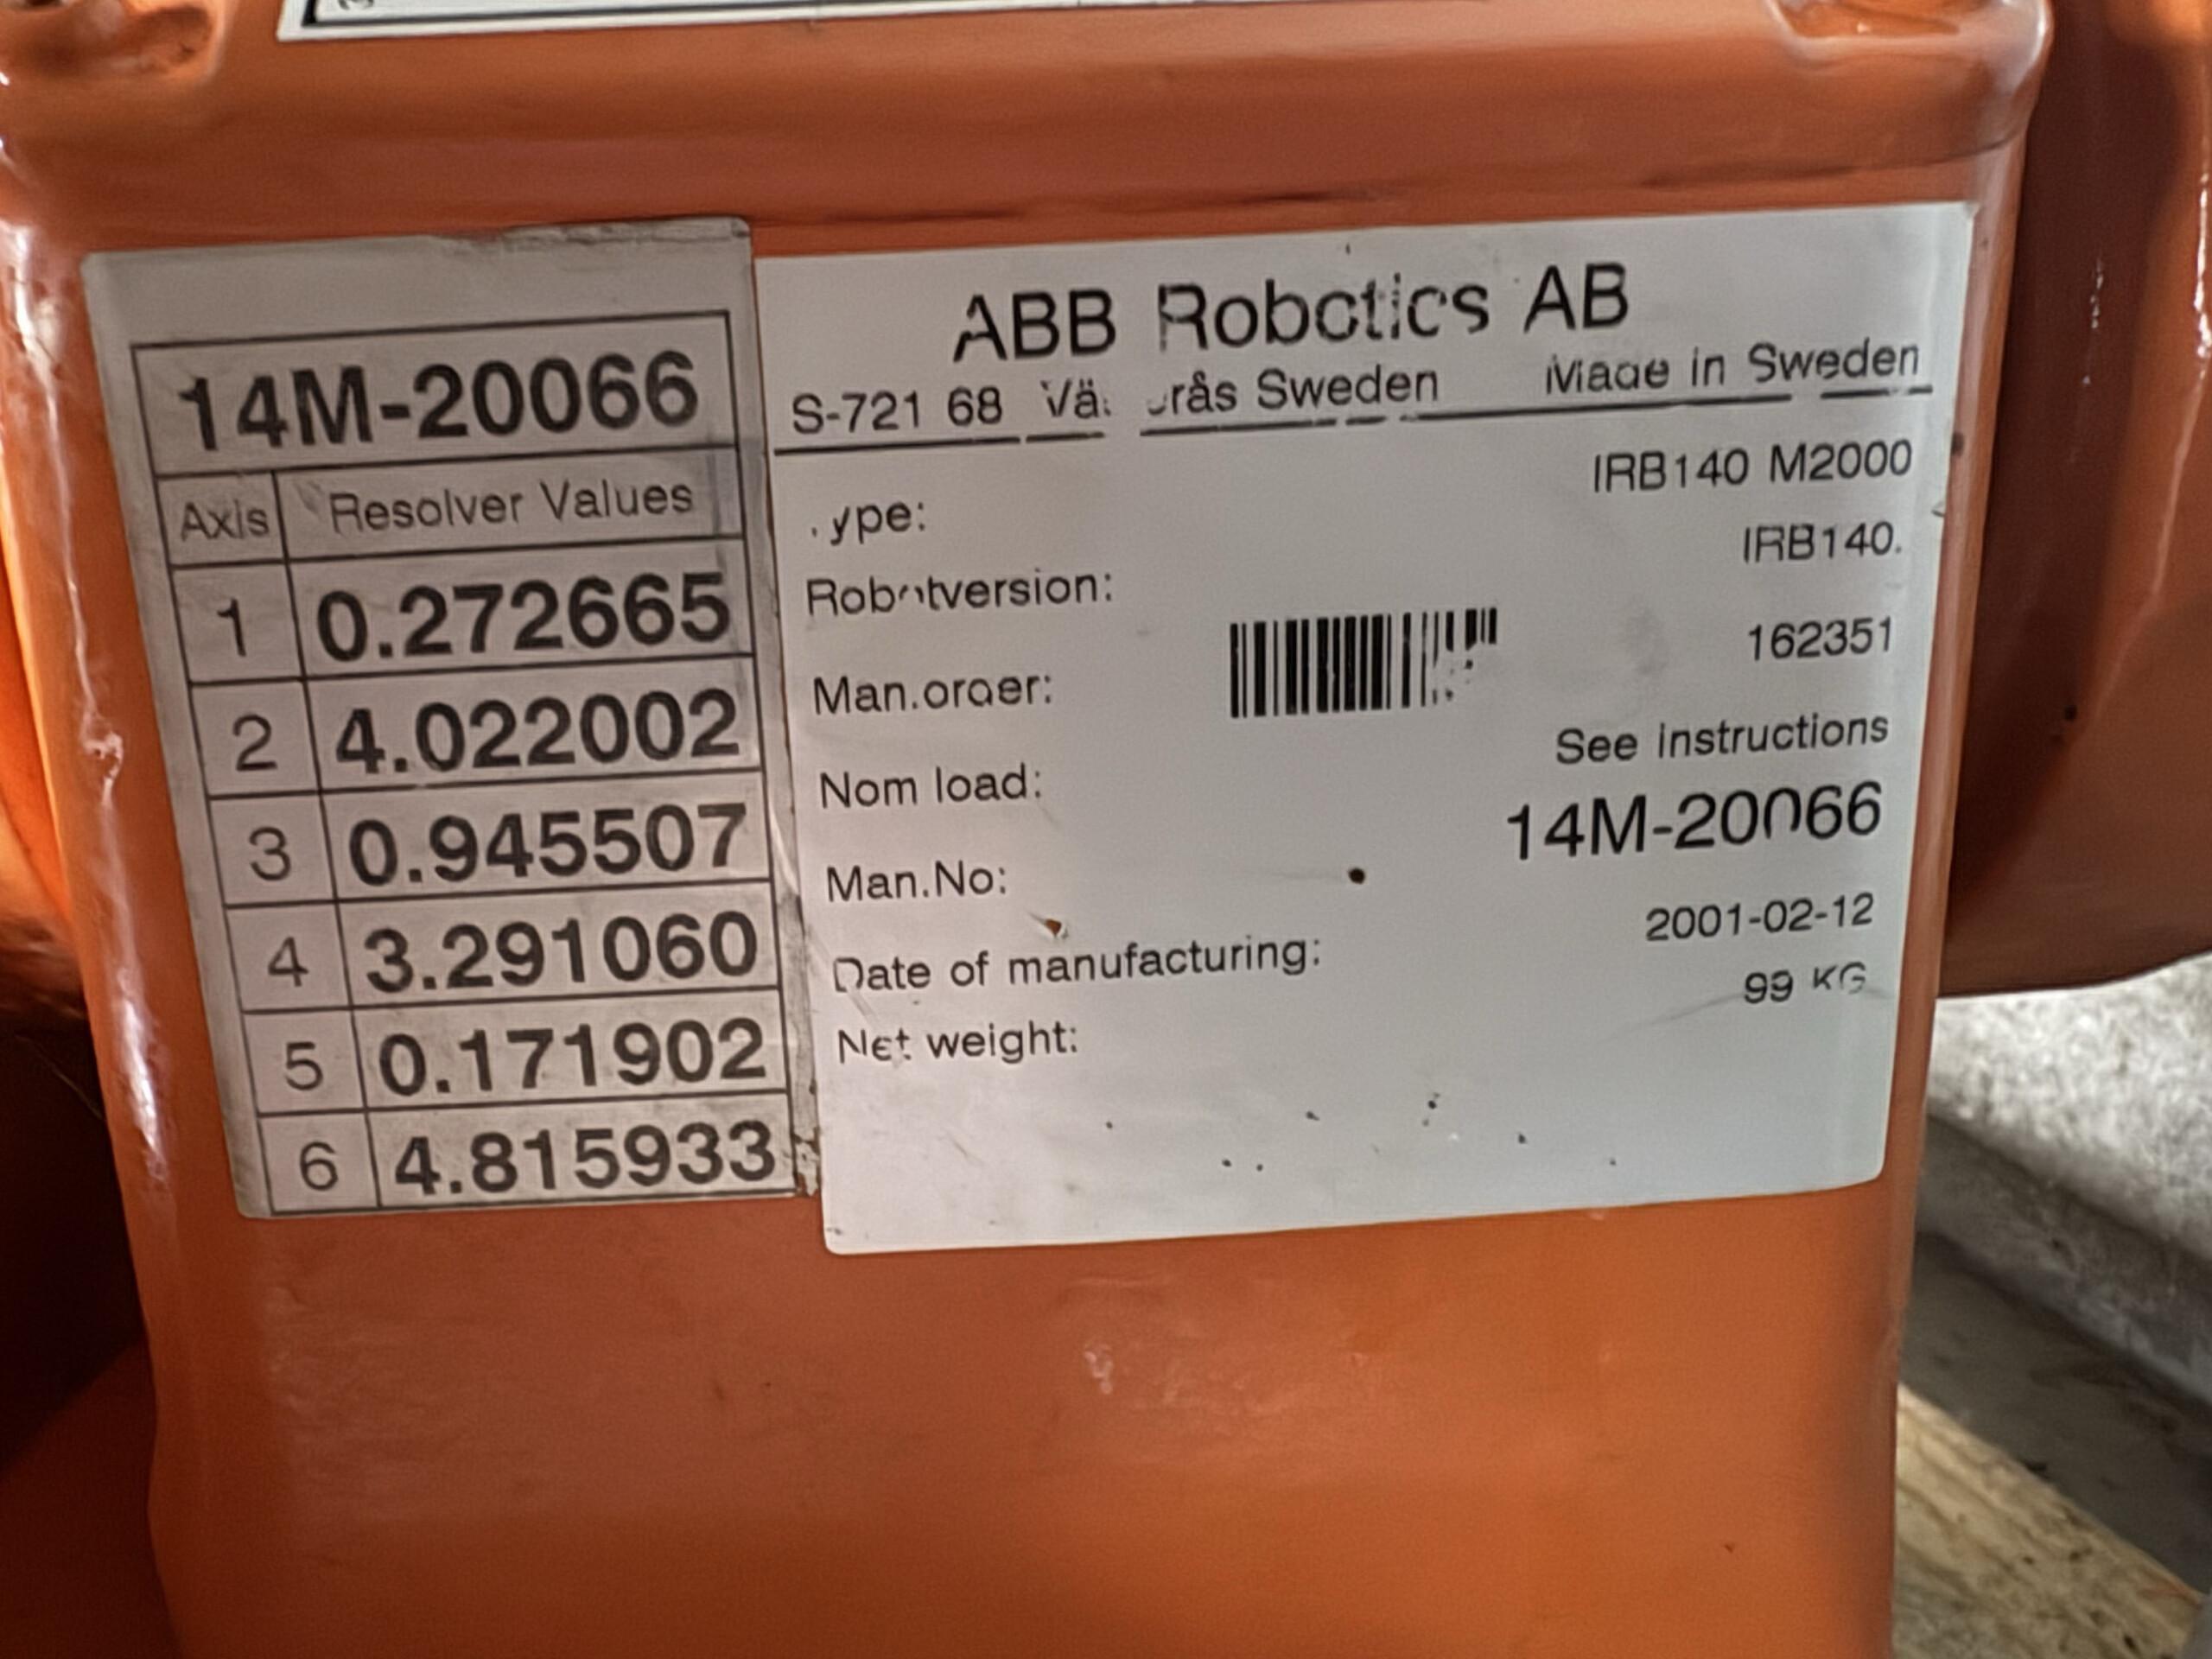 14M-20066
Axis Resolver Values
1 0.272665
2 4.022002
3 0.945507
4 3.291060
5 0.171902
6 4.815933
ABB Robotics AB
S-721 68 Sweden Made in Sweden
Type: IRB140 M2000
Robotversion: IRB140.
Man.order: 162351
Nom load: See instructions
Man.No: 14M-20066
Date of manufacturing: 2001-02-12
Net weight: 99 KG